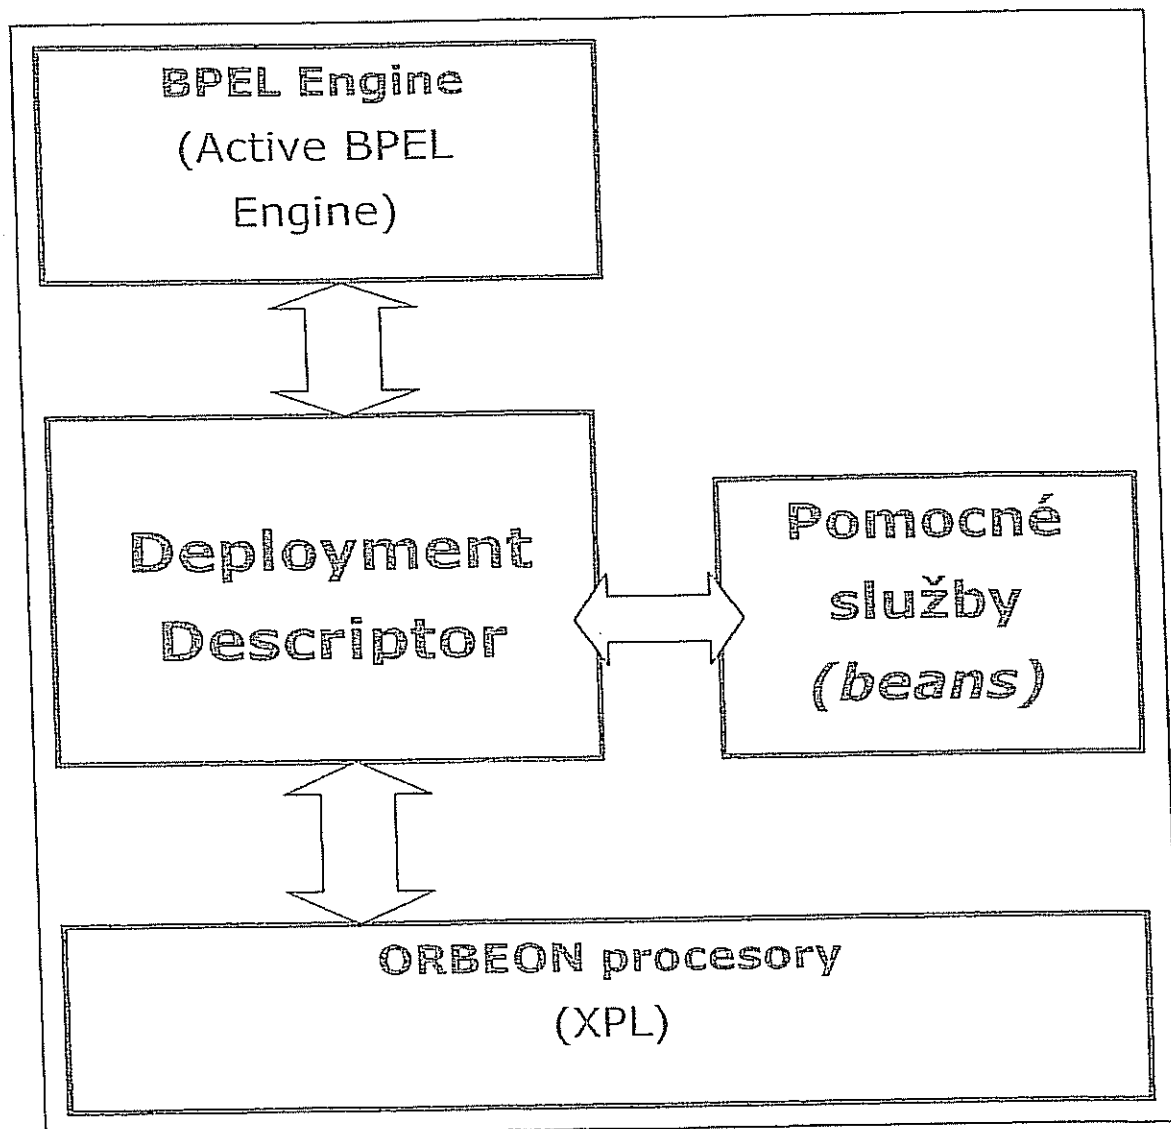 BPEL Engine
(Active BPEL
Engine)
Deployment
Descriptor
Pomocné
služby
(beans)
ORBEON procesory
(XPL)